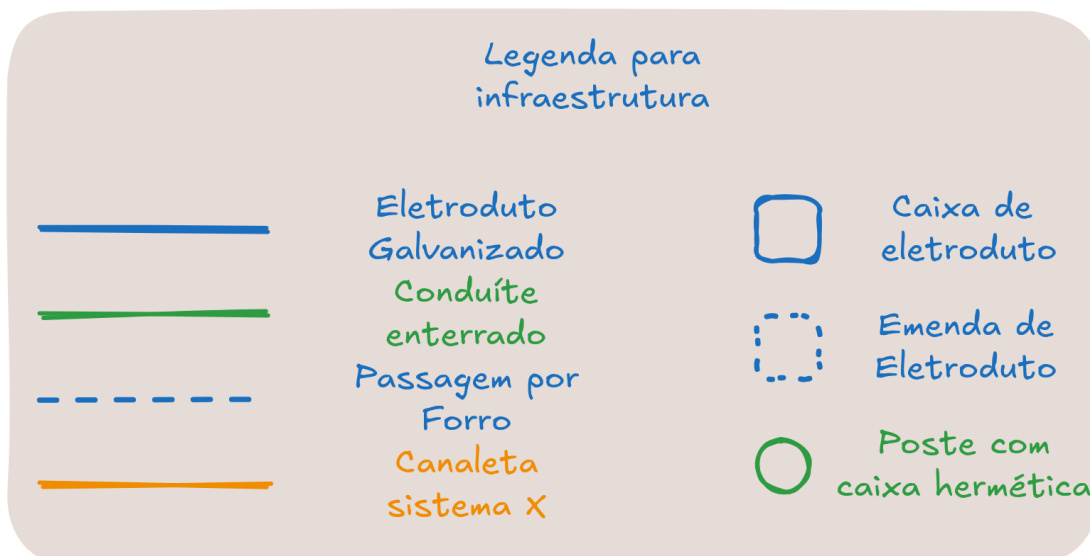 Legenda para
infraestrutura
Eletroduto
Galvanizado
Conduíte
enterrado
Passagem por
Forro
Canaleta
sistema X
Caixa de
eletroduto
Emenda de
Eletroduto
Poste com
caixa hermética